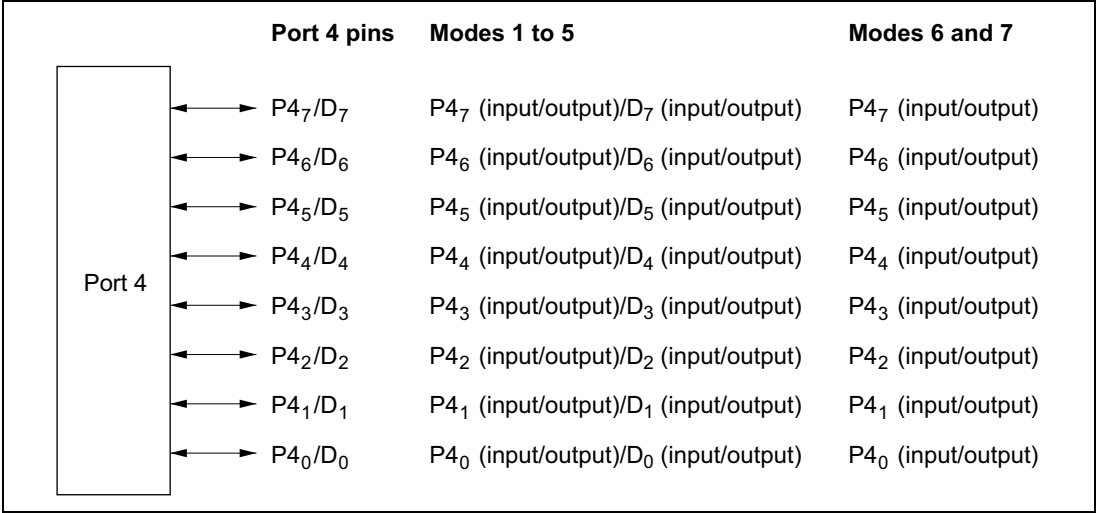 Port 4 pins Modes 1 to 5 Modes 6 and 7
P4₇/D₇ P4₇ (input/output)/D₇ (input/output) P4₇ (input/output)
P4₆/D₆ P4₆ (input/output)/D₆ (input/output) P4₆ (input/output)
P4₅/D₅ P4₅ (input/output)/D₅ (input/output) P4₅ (input/output)
P4₄/D₄ P4₄ (input/output)/D₄ (input/output) P4₄ (input/output)
Port 4
P4₃/D₃ P4₃ (input/output)/D₃ (input/output) P4₃ (input/output)
P4₂/D₂ P4₂ (input/output)/D₂ (input/output) P4₂ (input/output)
P4₁/D₁ P4₁ (input/output)/D₁ (input/output) P4₁ (input/output)
P4₀/D₀ P4₀ (input/output)/D₀ (input/output) P4₀ (input/output)